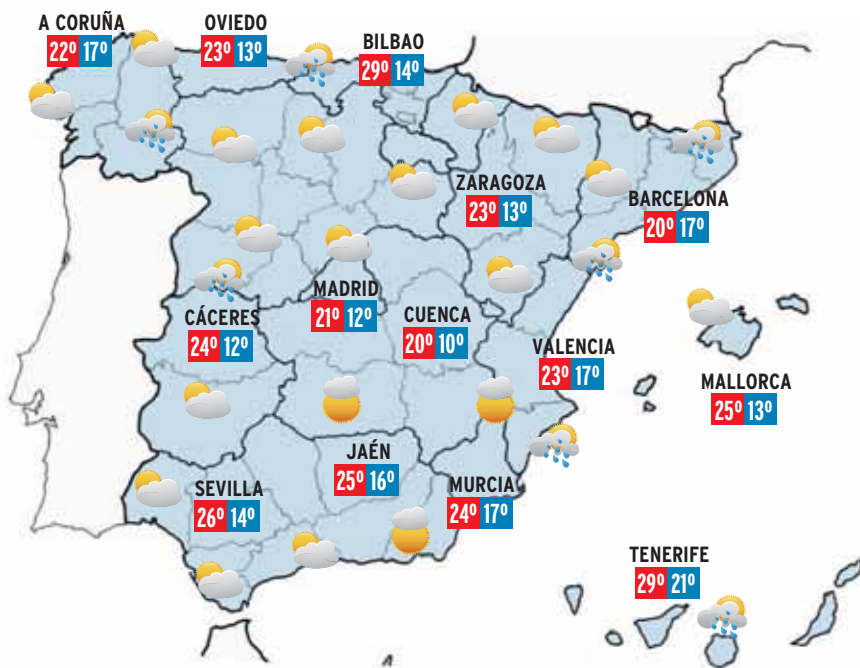 A CORUÑA
22º 17º
OVIEDO
23º 13º
BILBAO
29º 14º
ZARAGOZA
23º 13º
BARCELONA
20º 17º
MADRID
21º 12º
CÁCERES
24º 12º
CUENCA
20º 10º
VALENCIA
23º 17º
MALLORCA
25º 13º
JAÉN
25º 16º
SEVILLA
26º 14º
MURCIA
24º 17º
TENERIFE
29º 21º